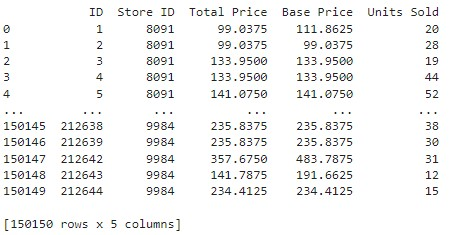 ID Store ID Total Price Base Price Units Sold
0 1 8091 99.0375 111.8625 20
1 2 8091 99.0375 99.0375 28
2 3 8091 133.9500 133.9500 19
3 4 8091 133.9500 133.9500 44
4 5 8091 141.0750 141.0750 52
... ... ... ... ... ...
150145 212638 9984 235.8375 235.8375 38
150146 212639 9984 235.8375 235.8375 30
150147 212642 9984 357.6750 483.7875 31
150148 212643 9984 141.7875 191.6625 12
150149 212644 9984 234.4125 234.4125 15
[150150 rows x 5 columns]